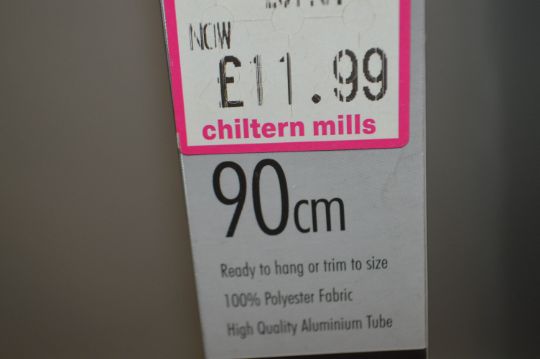 NOW
£11.99
chiltern mills
90cm
Ready to hang or trim to size
100% Polyester Fabric
High Quality Aluminium Tube